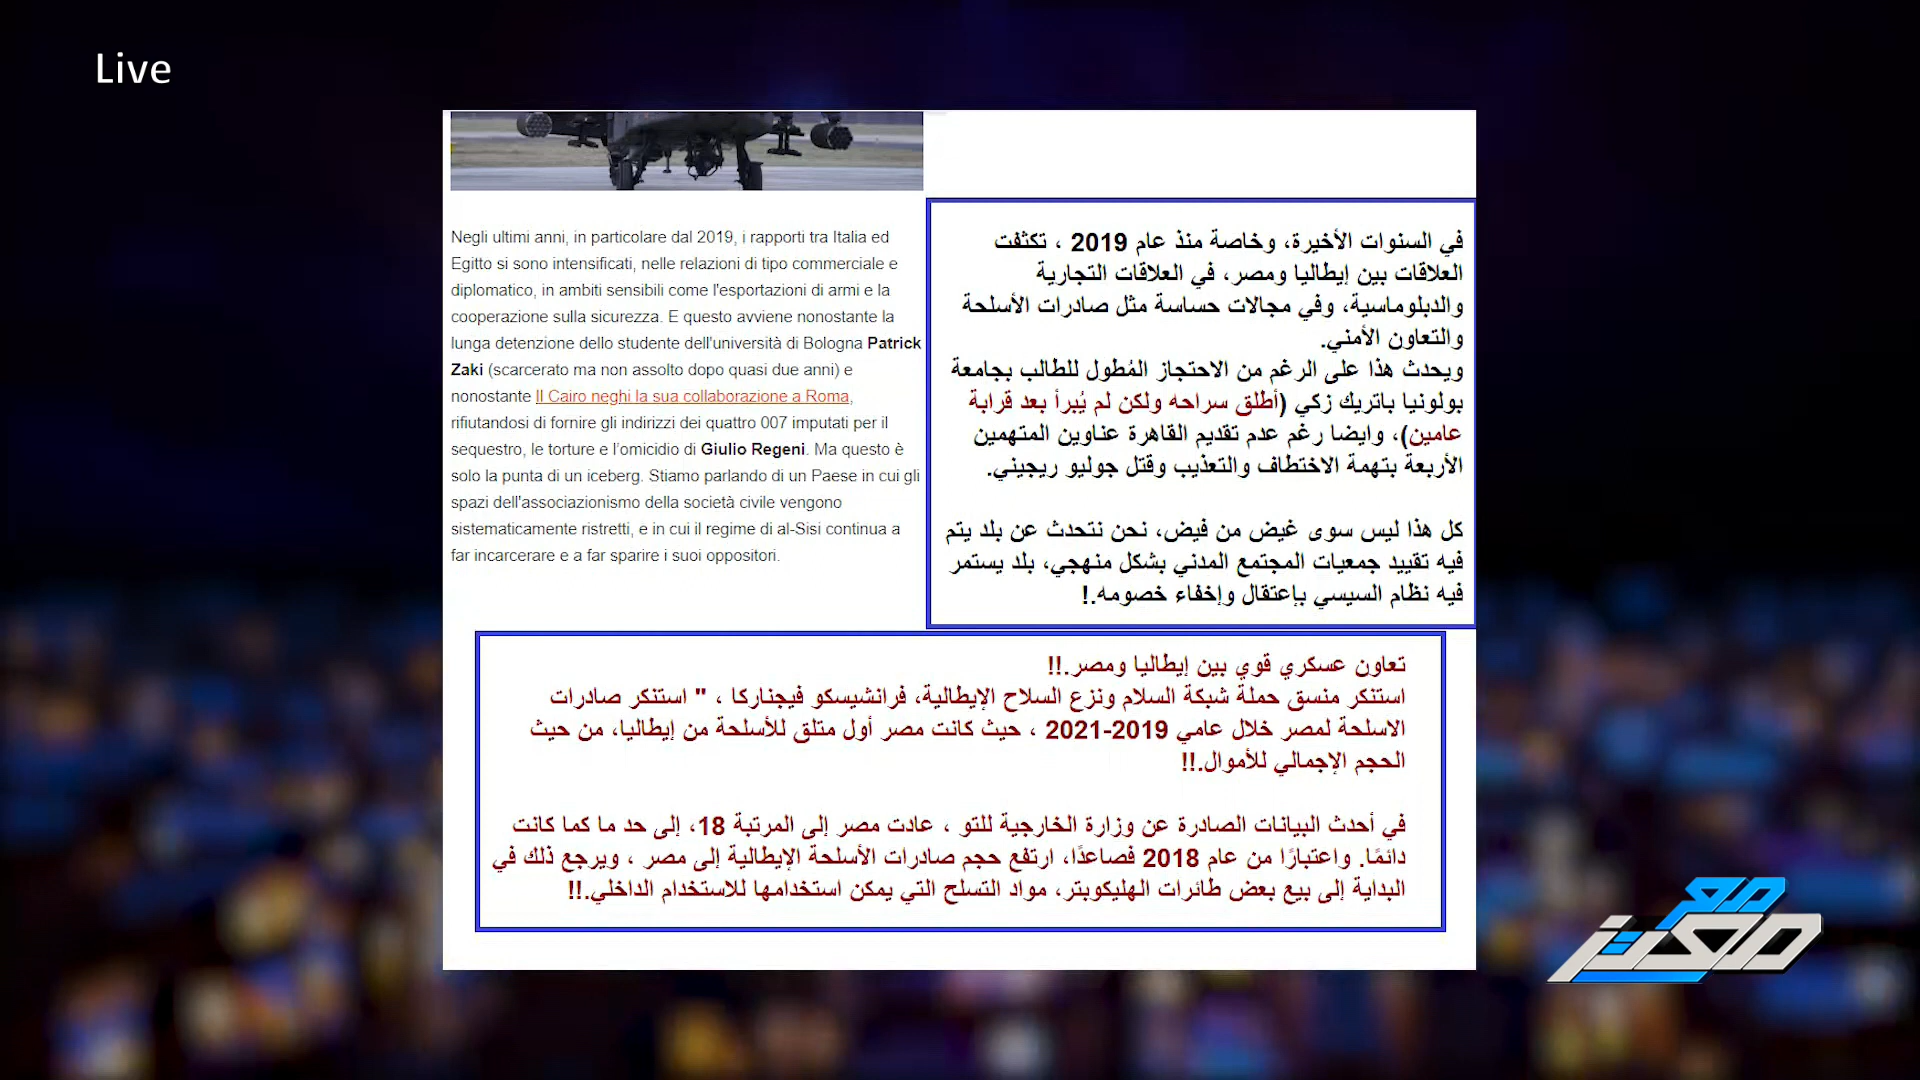 Live
Negli ultimi anni, in particolare dal 2019, i rapporti tra Italia ed
Egitto si sono intensificati, nelle relazioni di tipo commerciale e
diplomatico, in ambiti sensibili come l'esportazioni di armi e la
cooperazione sulla sicurezza. E questo avviene nonostante la
lunga detenzione dello studente dell'università di Bologna Patrick
Zaki (scarcerato ma non assolto dopo quasi due anni) e
nonostante Il Cairo neghi la sua collaborazione a Roma,
rifiutandosi di fornire gli indirizzi dei quattro 007 imputati per il
sequestro, le torture e l’omicidio di Giulio Regeni. Ma questo è
solo la punta di un iceberg. Stiamo parlando di un Paese in cui gli
spazi dell'associazionismo della società civile vengono
sistematicamente ristretti, e in cui il regime di al-Sisi continua a
far incarcerare e a far sparire i suoi oppositori.
في السنوات الأخيرة، وخاصة منذ عام 2019 ، تكثفت
العلاقات بين إيطاليا ومصر، في العلاقات التجارية
والدبلوماسية، وفي مجالات حساسة مثل صادرات الأسلحة
والتعاون الأمني.
ويحدث هذا على الرغم من الاحتجاز المُطول للطالب بجامعة
بولونيا باتريك زكي (أطلق سراحه ولكن لم يُبرأ بعد قرابة
عامين)، وايضا رغم عدم تقديم القاهرة عناوين المتهمين
الأربعة بتهمة الاختطاف والتعذيب وقتل جوليو ريجيني.
كل هذا ليس سوى غيض من فيض، نحن نتحدث عن بلد يتم
فيه تقييد جمعيات المجتمع المدني بشكل منهجي، بلد يستمر
فيه نظام السيسي بإعتقال وإخفاء خصومه.!
تعاون عسكري قوي بين إيطاليا ومصر.!!
استنكر منسق حملة شبكة السلام ونزع السلاح الإيطالية، فرانشيسكو فيجناركا ، " استنكر صادرات
الاسلحة لمصر خلال عامي 2019-2021 ، حيث كانت مصر أول متلق للأسلحة من إيطاليا، من حيث
الحجم الإجمالي للأموال.!!
في أحدث البيانات الصادرة عن وزارة الخارجية للتو ، عادت مصر إلى المرتبة 18، إلى حد ما كما كانت
دائمًا. واعتبارًا من عام 2018 فصاعدًا، ارتفع حجم صادرات الأسلحة الإيطالية إلى مصر ، ويرجع ذلك في
البداية إلى بيع بعض طائرات الهليكوبتر، مواد التسلح التي يمكن استخدامها للاستخدام الداخلي.!!
مع
معتز